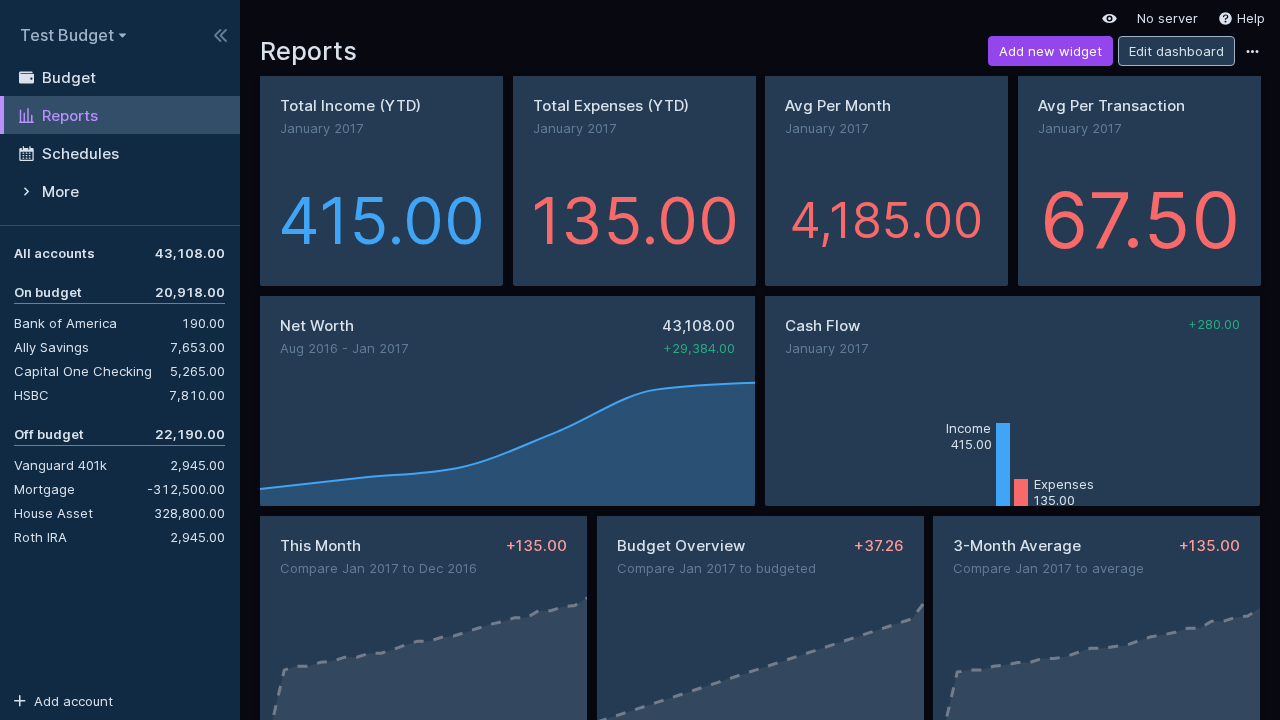 Test Budget
Budget
Reports
Schedules
More
All accounts 43,108.00
On budget 20,918.00
Bank of America 190.00
Ally Savings 7,653.00
Capital One Checking 5,265.00
HSBC 7,810.00
Off budget 22,190.00
Vanguard 401k 2,945.00
Mortgage -312,500.00
House Asset 328,800.00
Roth IRA 2,945.00
Add account
No server Help
Reports
Add new widget Edit dashboard
Total Income (YTD)
January 2017
415.00
Total Expenses (YTD)
January 2017
135.00
Avg Per Month
January 2017
4,185.00
Avg Per Transaction
January 2017
67.50
Net Worth 43,108.00
Aug 2016 - Jan 2017 +29,384.00
Cash Flow +280.00
January 2017
Income
415.00
Expenses
135.00
This Month +135.00
Compare Jan 2017 to Dec 2016
Budget Overview +37.26
Compare Jan 2017 to budgeted
3-Month Average +135.00
Compare Jan 2017 to average